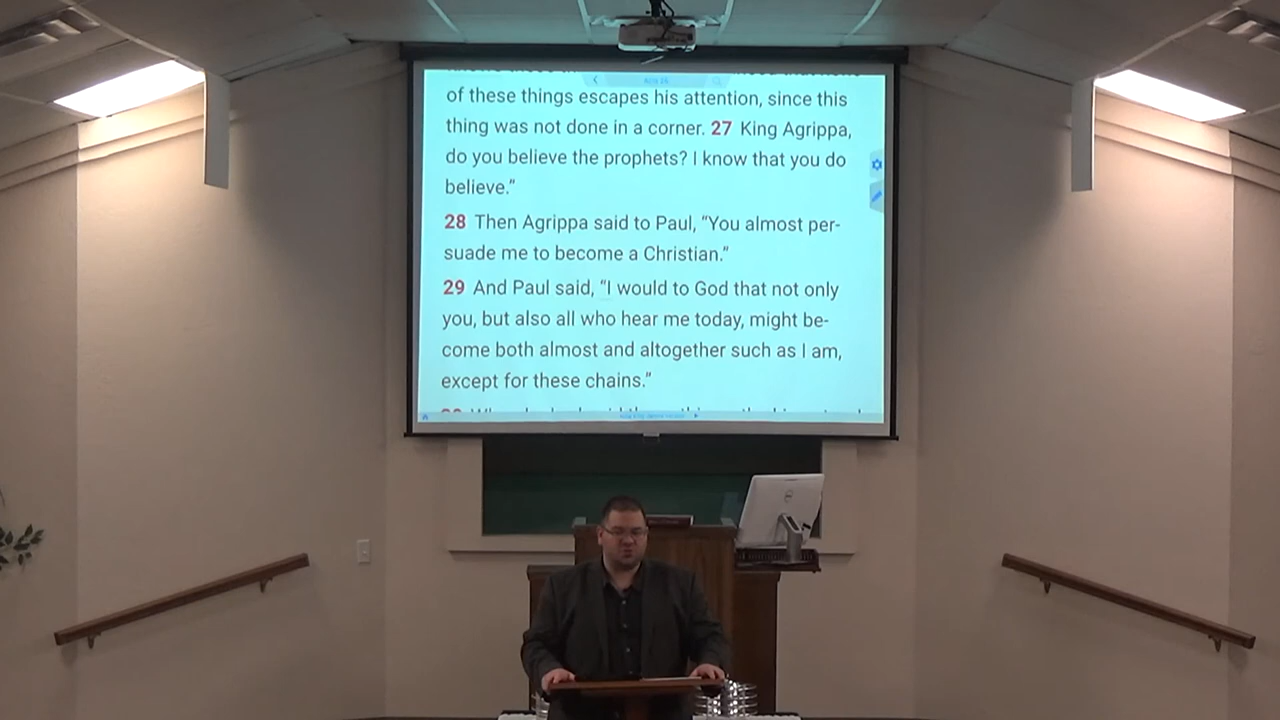 of these things escapes his attention, since this
thing was not done in a corner. 27 King Agrippa,
do you believe the prophets? I know that you do
believe.”
28 Then Agrippa said to Paul, “You almost per-
suade me to become a Christian.”
29 And Paul said, “I would to God that not only
you, but also all who hear me today, might be-
come both almost and altogether such as I am,
except for these chains.”